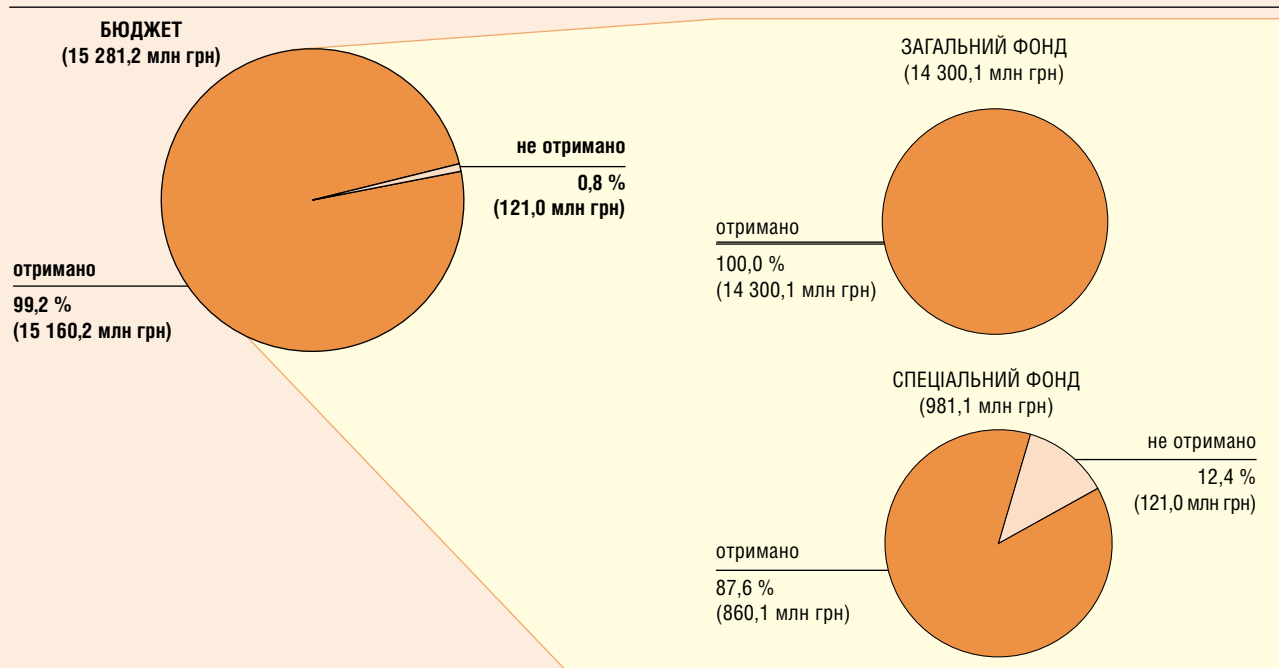 БЮДЖЕТ
(15 281,2 млн грн)
не отримано
0,8 %
(121,0 млн грн)
отримано
99,2 %
(15 160,2 млн грн)
ЗАГАЛЬНИЙ ФОНД
(14 300,1 млн грн)
отримано
100,0 %
(14 300,1 млн грн)
СПЕЦІАЛЬНИЙ ФОНД
(981,1 млн грн)
не отримано
12,4 %
(121,0 млн грн)
отримано
87,6 %
(860,1 млн грн)